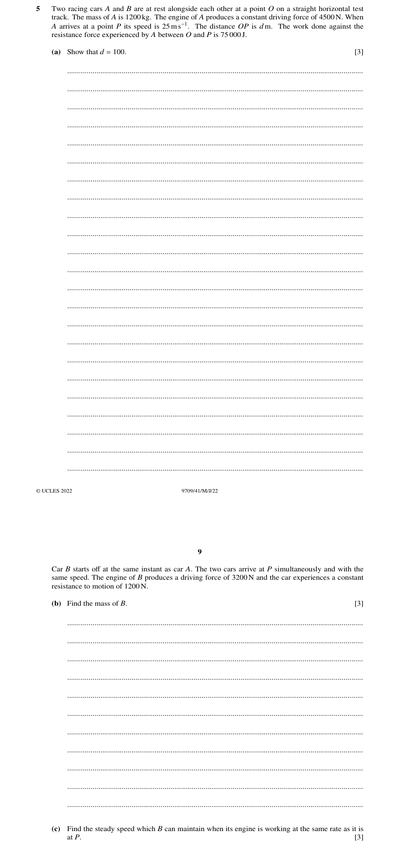 5 Two racing cars A and B are at rest alongside each other at a point O on a straight horizontal test
track. The mass of A is 1200 kg. The engine of A produces a constant driving force of 4500 N. When
A arrives at a point P its speed is 25 m s⁻¹. The distance OP is d m. The work done against the
resistance force experienced by A between O and P is 75 000 J.
(a) Show that d = 100. [3]
© UCLES 2022 9709/41/M/J/22
9
Car B starts off at the same instant as car A. The two cars arrive at P simultaneously and with the
same speed. The engine of B produces a driving force of 3200 N and the car experiences a constant
resistance to motion of 1200 N.
(b) Find the mass of B. [3]
(c) Find the steady speed which B can maintain when its engine is working at the same rate as it is
at P. [3]